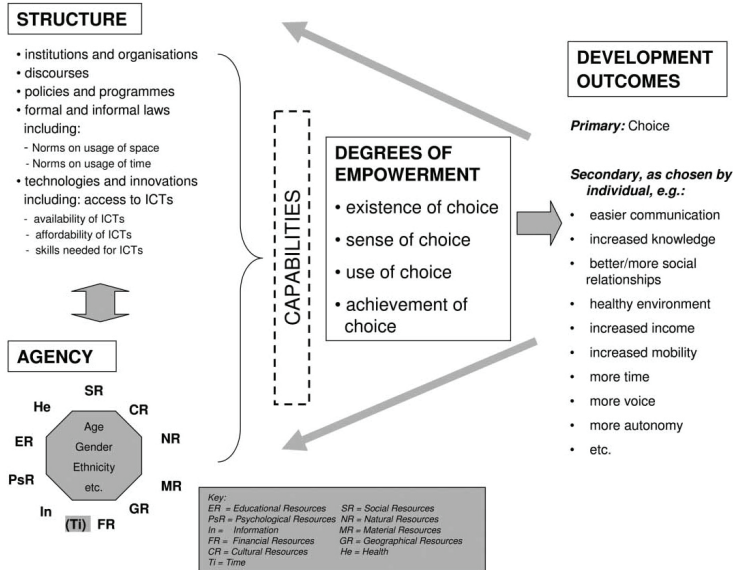 STRUCTURE
• institutions and organisations
• discourses
• policies and programmes
• formal and informal laws
including:
- Norms on usage of space
- Norms on usage of time
• technologies and innovations
including: access to ICTs
- availability of ICTs
- affordability of ICTs
- skills needed for ICTs
AGENCY
SR
He
CR
ER
NR
PsR
MR
In
GR
(Ti)
FR
Age
Gender
Ethnicity
etc.
CAPABILITIES
DEGREES OF
EMPOWERMENT
• existence of choice
• sense of choice
• use of choice
• achievement of
choice
DEVELOPMENT
OUTCOMES
Primary: Choice
Secondary, as chosen by
individual, e.g.:
• easier communication
• increased knowledge
• better/more social
relationships
• healthy environment
• increased income
• increased mobility
• more time
• more voice
• more autonomy
• etc.
Key:
ER = Educational Resources SR = Social Resources
PsR = Psychological Resources NR = Natural Resources
In = Information MR = Material Resources
FR = Financial Resources GR = Geographical Resources
CR = Cultural Resources He = Health
Ti = Time